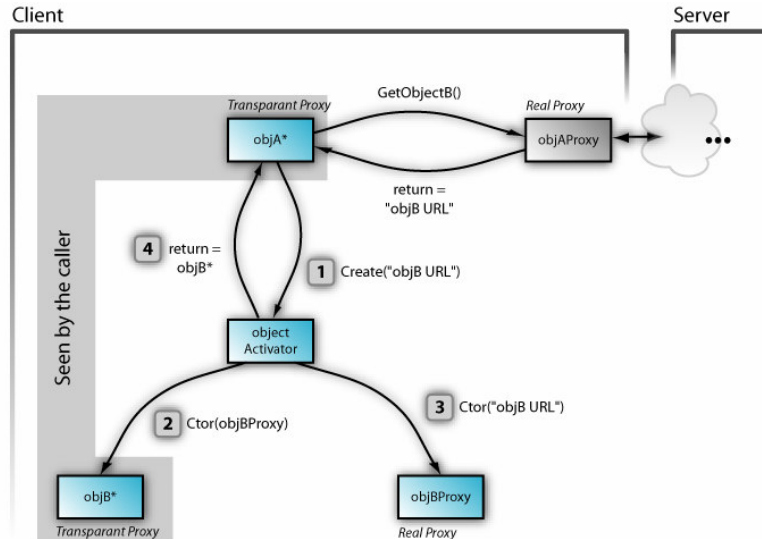 Client
Server
Transparant Proxy
GetObjectB()
Real Proxy
objA*
objAProxy
return =
"objB URL"
4
return =
objB*
1
Create("objB URL")
Seen by the caller
object
Activator
2
Ctor(objBProxy)
3
Ctor("objB URL")
objB*
objBProxy
Transparant Proxy
Real Proxy